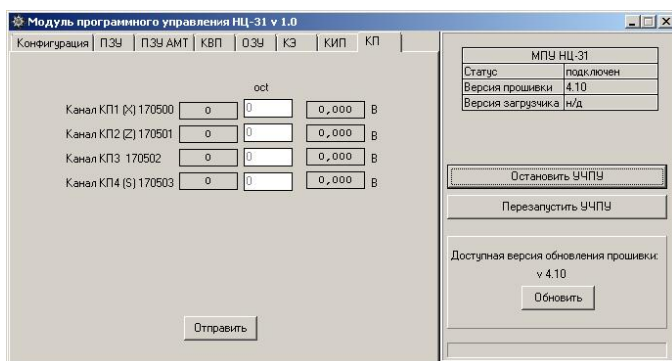 Модуль программного управления НЦ-31 v 1.0
Конфигурация ПЗУ ПЗУ АМТ КВП ОЗУ КЭ КИП КП
oct
Канал КП1 (X) 170500 0 0 0,000 В
Канал КП2 (Z) 170501 0 0 0,000 В
Канал КП3 170502 0 0 0,000 В
Канал КП4 (S) 170503 0 0 0,000 В
Отправить
МПУ НЦ-31
Статус подключен
Версия прошивки 4.10
Версия загрузчика н/д
Остановить УЧПУ
Перезапустить УЧПУ
Доступная версия обновления прошивки:
v 4.10
Обновить